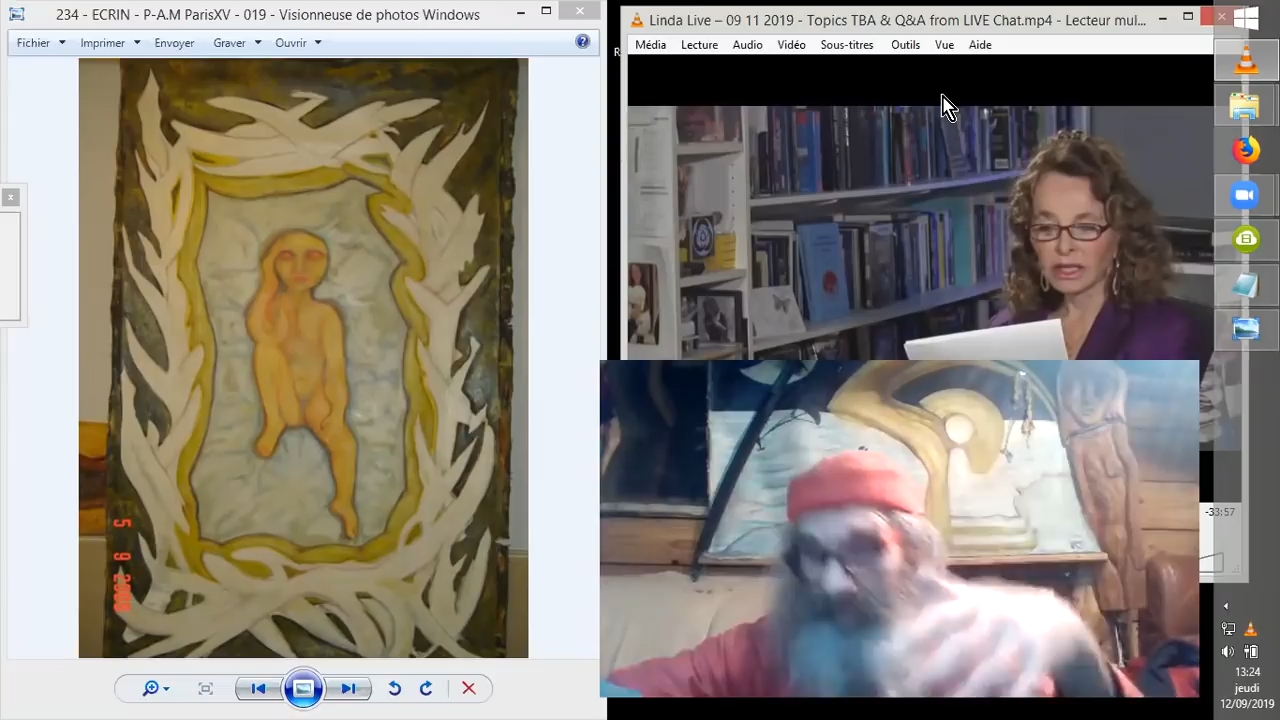 234 - ECRIN - P-A.M ParisXV - 019 - Visionneuse de photos Windows
Fichier Imprimer Envoyer Graver Ouvrir
5 9 2000
Linda Live – 09 11 2019 - Topics TBA & Q&A from LIVE Chat.mp4 - Lecteur mul...
Média Lecture Audio Vidéo Sous-titres Outils Vue Aide
R
-33:57
13:24
jeudi
12/09/2019